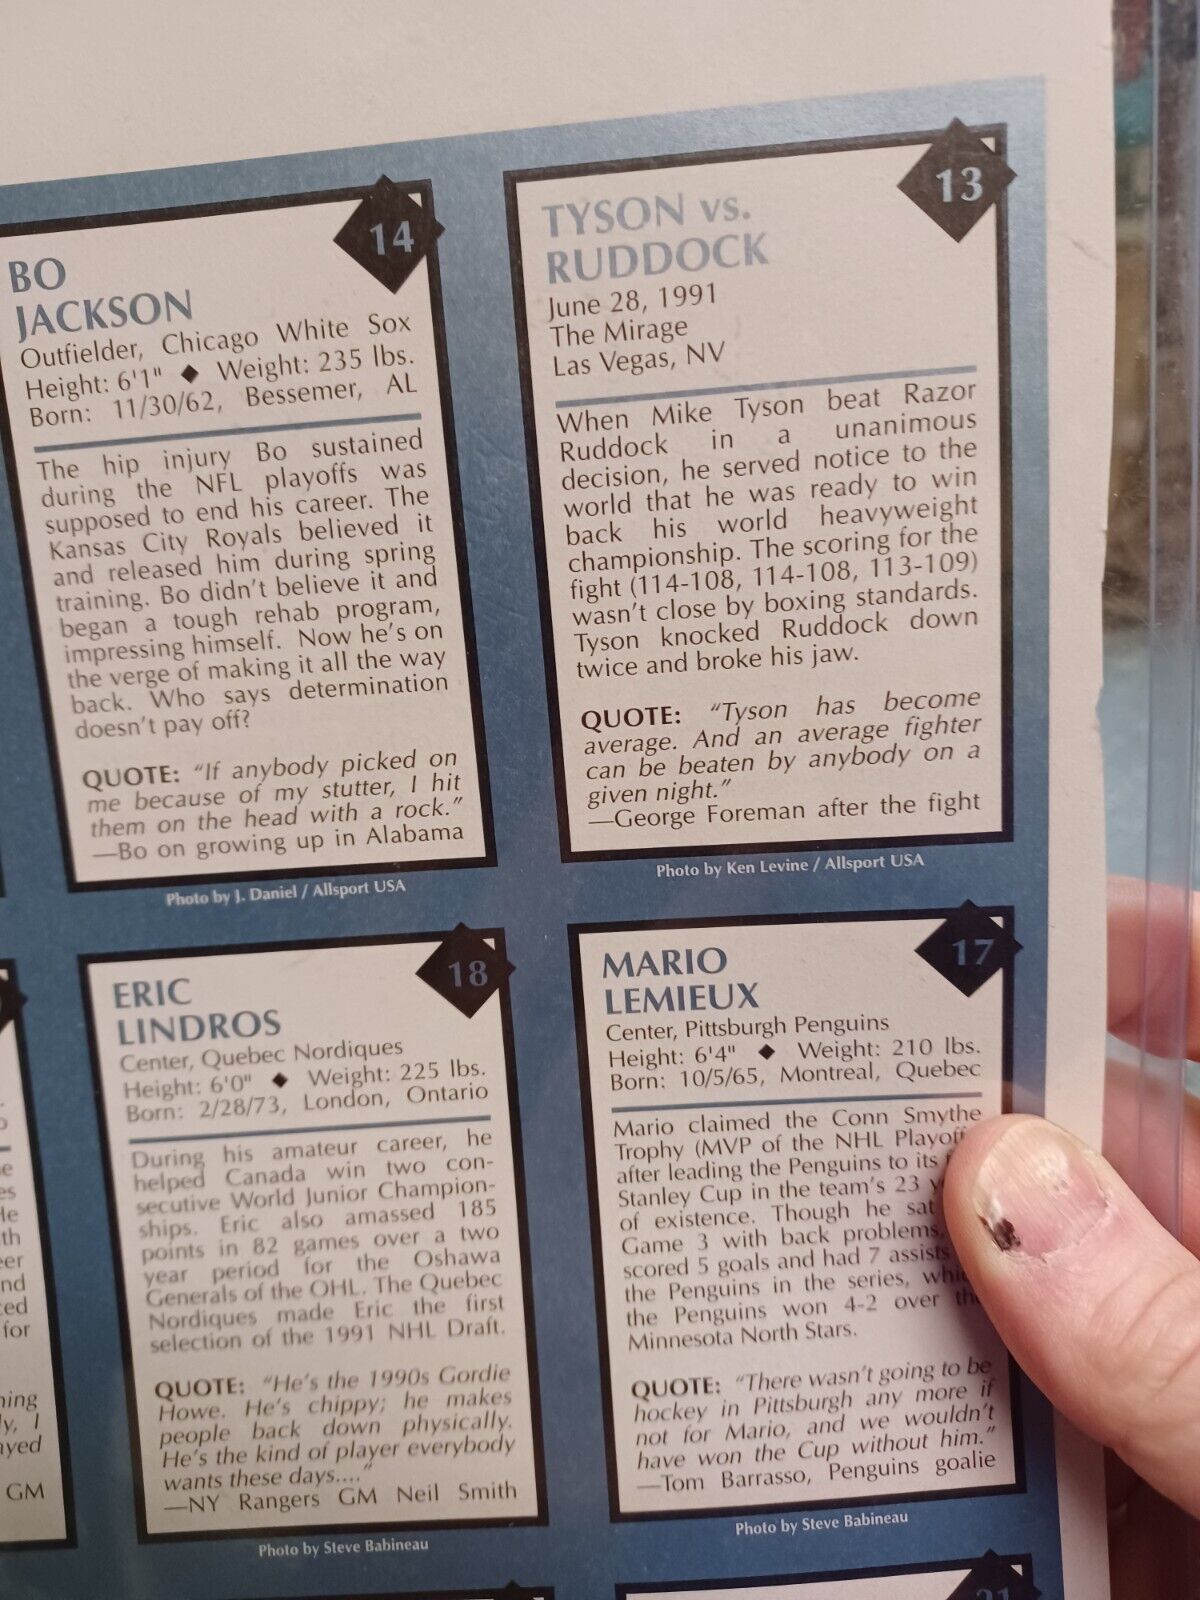 14
BO
JACKSON
Outfielder, Chicago White Sox
Height: 6'1" ◆ Weight: 235 lbs.
Born: 11/30/62, Bessemer, AL
The hip injury Bo sustained
during the NFL playoffs was
supposed to end his career. The
Kansas City Royals believed it
and released him during spring
training. Bo didn't believe it and
began a tough rehab program,
impressing himself. Now he's on
the verge of making it all the way
back. Who says determination
doesn't pay off?
QUOTE: "If anybody picked on
me because of my stutter, I hit
them on the head with a rock."
—Bo on growing up in Alabama
Photo by J. Daniel / Allsport USA
13
TYSON vs.
RUDDOCK
June 28, 1991
The Mirage
Las Vegas, NV
When Mike Tyson beat Razor
Ruddock in a unanimous
decision, he served notice to the
world that he was ready to win
back his world heavyweight
championship. The scoring for the
fight (114-108, 114-108, 113-109)
wasn't close by boxing standards.
Tyson knocked Ruddock down
twice and broke his jaw.
QUOTE: "Tyson has become
average. And an average fighter
can be beaten by anybody on a
given night."
—George Foreman after the fight
Photo by Ken Levine / Allsport USA
18
ERIC
LINDROS
Center, Quebec Nordiques
Height: 6'0" ◆ Weight: 225 lbs.
Born: 2/28/73, London, Ontario
During his amateur career, he
helped Canada win two con-
secutive World Junior Champion-
ships. Eric also amassed 185
points in 82 games over a two
year period for the Oshawa
Generals of the OHL. The Quebec
Nordiques made Eric the first
selection of the 1991 NHL Draft.
QUOTE: "He's the 1990s Gordie
Howe. He's chippy; he makes
people back down physically.
He's the kind of player everybody
wants these days...."
—NY Rangers GM Neil Smith
Photo by Steve Babineau
17
MARIO
LEMIEUX
Center, Pittsburgh Penguins
Height: 6'4" ◆ Weight: 210 lbs.
Born: 10/5/65, Montreal, Quebec
Mario claimed the Conn Smythe
Trophy (MVP of the NHL Playoffs
after leading the Penguins to its
Stanley Cup in the team's 23
of existence. Though he sat
Game 3 with back problems,
scored 5 goals and had 7 assists
the Penguins in the series, which
the Penguins won 4-2 over the
Minnesota North Stars.
QUOTE: "There wasn't going to be
hockey in Pittsburgh any more if
not for Mario, and we wouldn't
have won the Cup without him."
—Tom Barrasso, Penguins goalie
Photo by Steve Babineau
for
GM
21